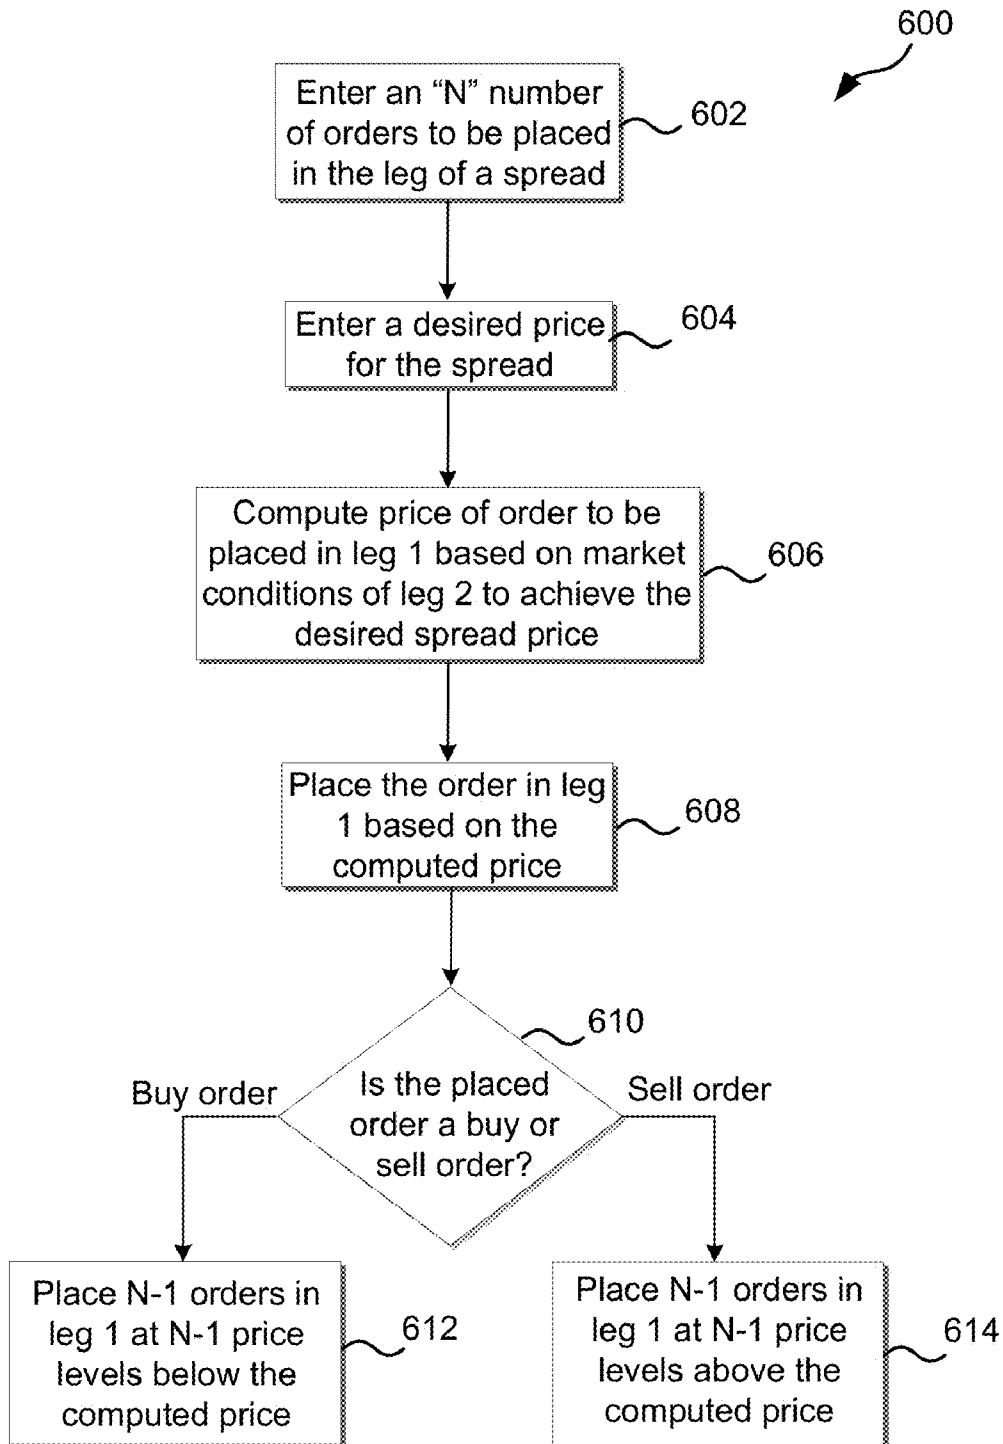 600
Enter an “N” number
of orders to be placed
in the leg of a spread
602
Enter a desired price
for the spread
604
Compute price of order to be
placed in leg 1 based on market
conditions of leg 2 to achieve the
desired spread price
606
Place the order in leg
1 based on the
computed price
608
610
Is the placed
order a buy or
sell order?
Buy order
Sell order
Place N-1 orders in
leg 1 at N-1 price
levels below the
computed price
612
Place N-1 orders in
leg 1 at N-1 price
levels above the
computed price
614